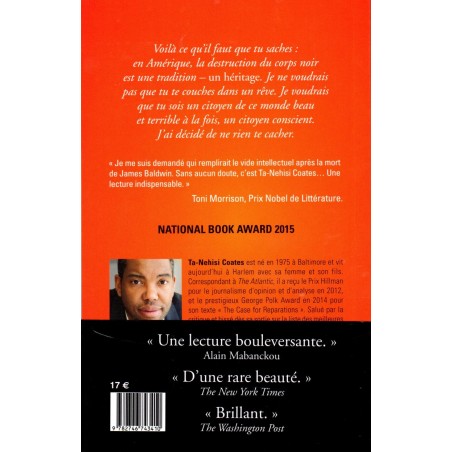 Voilà ce qu'il faut que tu saches :
en Amérique, la destruction du corps noir
est une tradition – un héritage. Je ne voudrais
pas que tu te couches dans un rêve. Je voudrais
que tu sois un citoyen de ce monde beau
et terrible à la fois, un citoyen conscient.
J'ai décidé de ne rien te cacher.
« Je me suis demandé qui remplirait le vide intellectuel après la mort
de James Baldwin. Sans aucun doute, c'est Ta-Nehisi Coates… Une
lecture indispensable. »
Toni Morrison, Prix Nobel de Littérature.
NATIONAL BOOK AWARD 2015
Ta-Nehisi Coates est né en 1975 à Baltimore et vit
aujourd'hui à Harlem avec sa femme et son fils.
Correspondant à The Atlantic, il a reçu le Prix Hillman
pour le journalisme d'opinion et d'analyse en 2012,
et le prestigieux George Polk Award en 2014 pour
son texte « The Case for Reparations ». Salué par la
« Une lecture bouleversante. »
Alain Mabanckou
« D'une rare beauté. »
The New York Times
17 €
« Brillant. »
The Washington Post
9 782746 743410